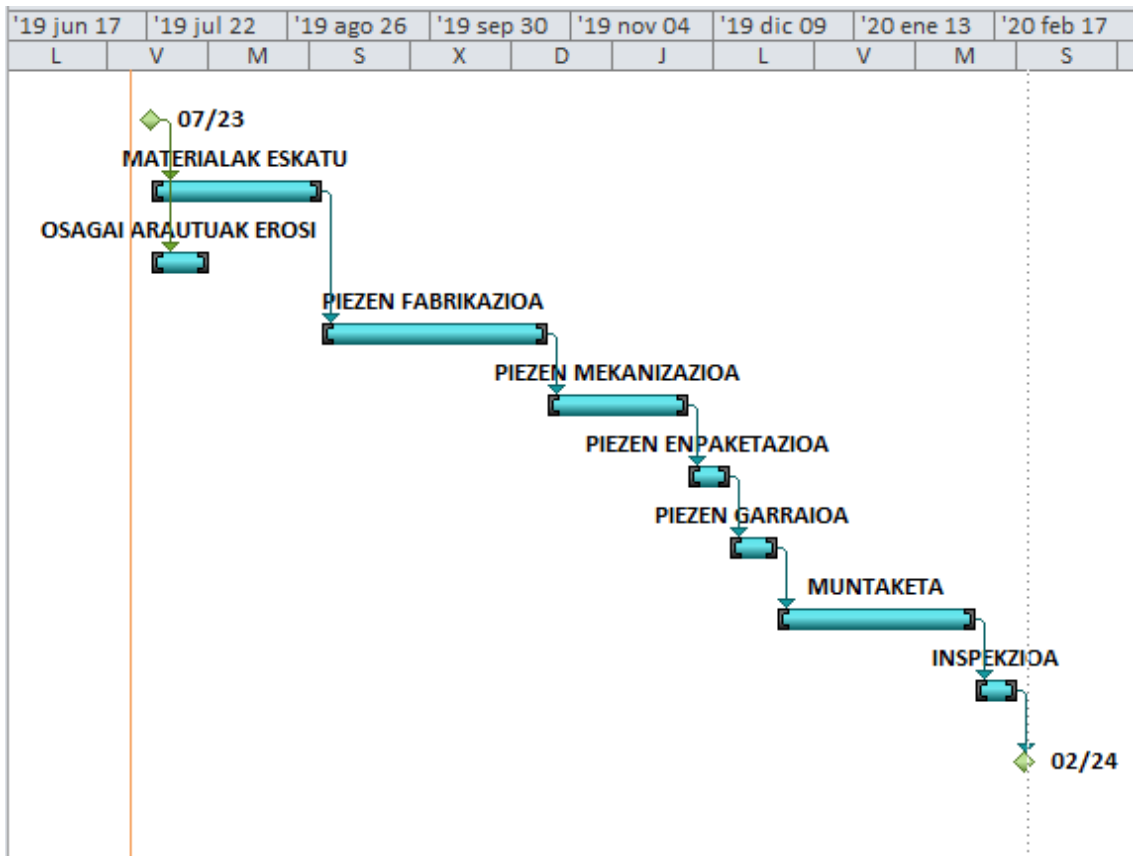 '19 jun 17 '19 jul 22 '19 ago 26 '19 sep 30 '19 nov 04 '19 dic 09 '20 ene 13 '20 feb 17
L V M S X D J L V M S
07/23
MATERIALAK ESKATU
OSAGAI ARAUTUAK EROSI
PIEZEN FABRIKAZIOA
PIEZEN MEKANIZAZIOA
PIEZEN ENPAKETAZIOA
PIEZEN GARRAIOA
MUNTAKETA
INSPEKZIOA
02/24